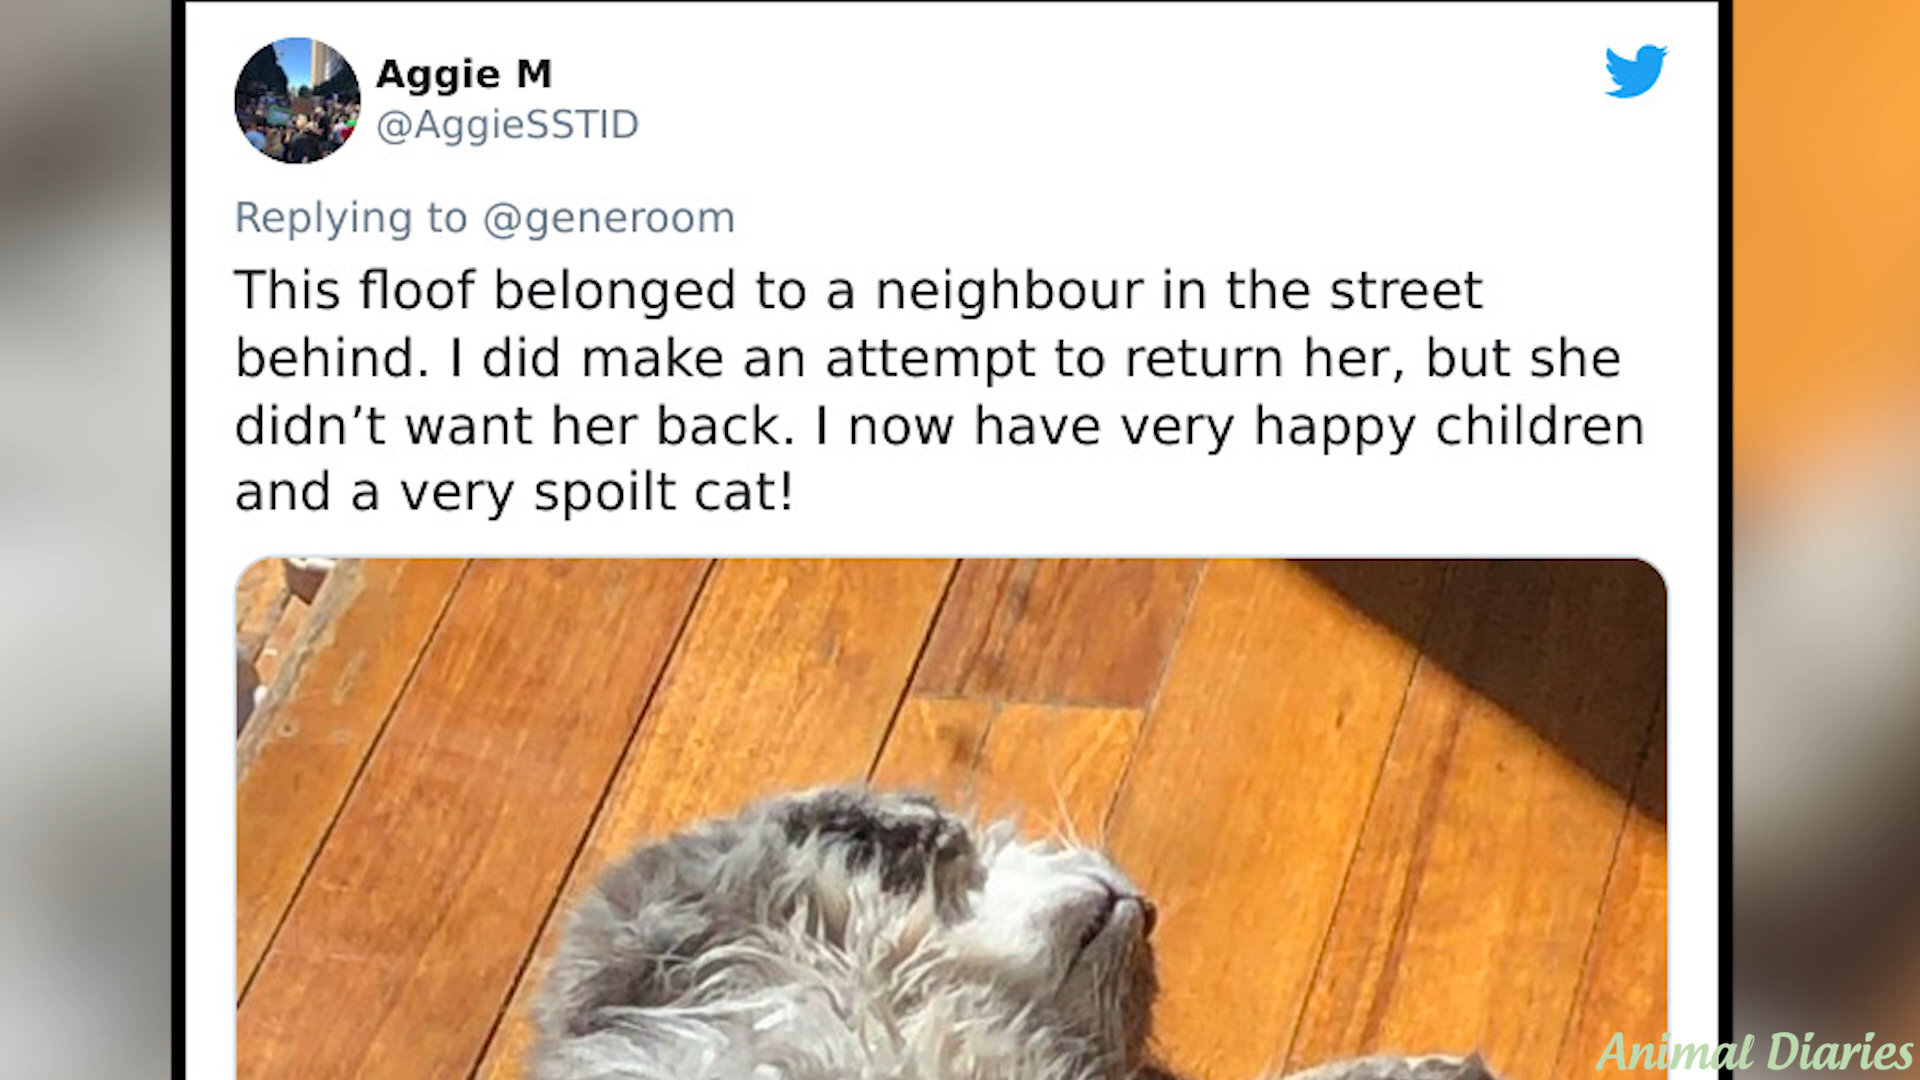 Aggie M
@AggieSSTID
Replying to @generoom
This floof belonged to a neighbour in the street
behind. I did make an attempt to return her, but she
didn’t want her back. I now have very happy children
and a very spoilt cat!
Animal Diaries